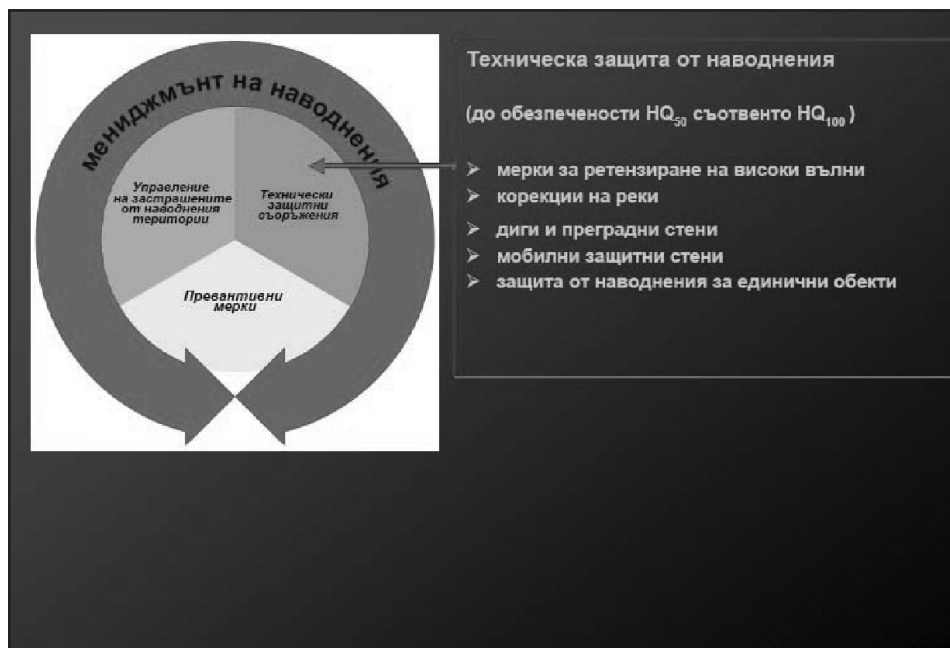 мениджмънт на наводнения
Управление
на застрашените
от наводнения
територии
Технически
защитни
съоръжения
Превантивни
мерки
Техническа защита от наводнения
(до обезпечености HQ50 съотвенто HQ100 )
➢ мерки за ретензиране на високи вълни
➢ корекции на реки
➢ диги и преградни стени
➢ мобилни защитни стени
➢ защита от наводнения за единични обекти